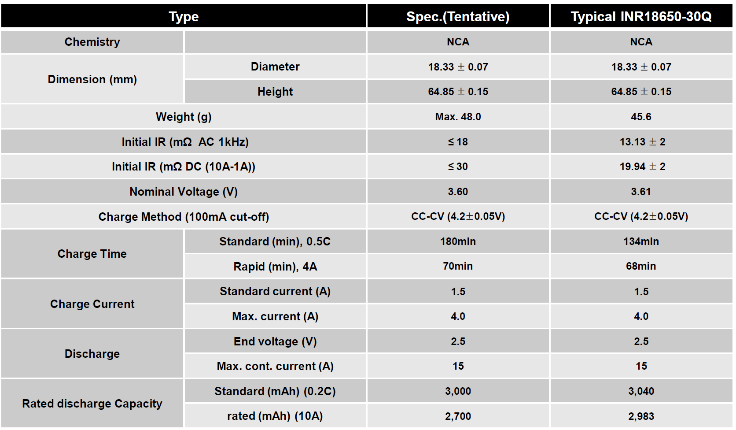 Type Spec.(Tentative) Typical INR18650-30Q
Chemistry NCA NCA
Dimension (mm) Diameter 18.33 ± 0.07 18.33 ± 0.07
Height 64.85 ± 0.15 64.85 ± 0.15
Weight (g) Max. 48.0 45.6
Initial IR (mΩ AC 1kHz) ≤ 18 13.13 ± 2
Initial IR (mΩ DC (10A-1A)) ≤ 30 19.94 ± 2
Nominal Voltage (V) 3.60 3.61
Charge Method (100mA cut-off) CC-CV (4.2±0.05V) CC-CV (4.2±0.05V)
Charge Time Standard (min), 0.5C 180min 134min
Rapid (min), 4A 70min 68min
Charge Current Standard current (A) 1.5 1.5
Max. current (A) 4.0 4.0
Discharge End voltage (V) 2.5 2.5
Max. cont. current (A) 15 15
Rated discharge Capacity Standard (mAh) (0.2C) 3,000 3,040
rated (mAh) (10A) 2,700 2,983